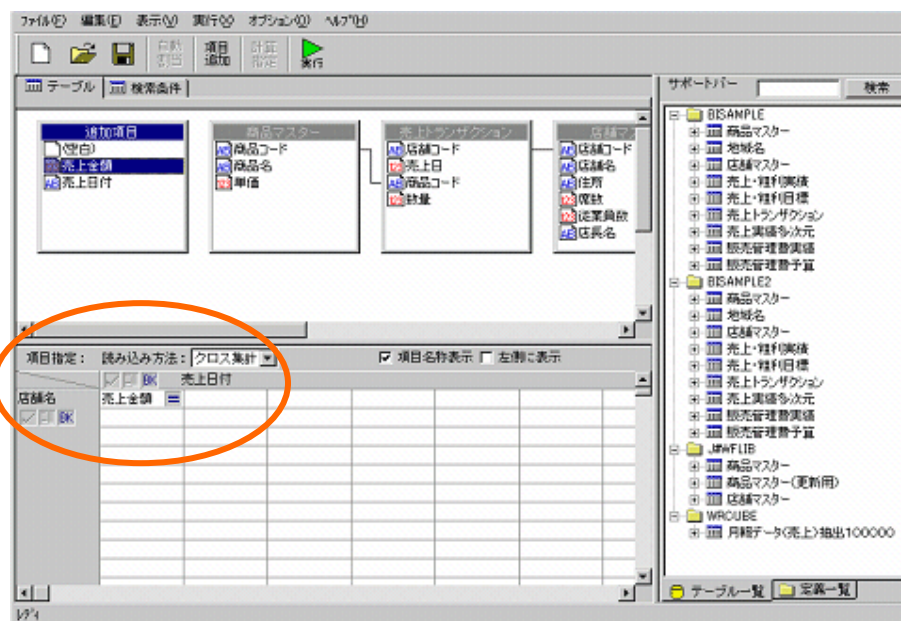 ファイル(F) 編集(E) 表示(V) 実行(X) オプション(O) ヘルプ(H)
自動割当 項目追加 計算指定 実行
テーブル 検索条件
追加項目
(空白)
売上金額
売上日付
商品マスター
商品コード
商品名
単価
売上トランザクション
店舗コード
売上日
商品コード
数量
店舗マス
店舗コード
店舗名
住所
席数
従業員数
店長名
項目指定： 読み込み方法： クロス集計 項目名称表示 左側に表示
BK 売上日付
店舗名 売上金額
BK
レディ
サポートバー 検索
BISAMPLE
商品マスター
地域名
店舗マスター
売上・粗利実績
売上・粗利目標
売上トランザクション
売上実績多次元
販売管理費実績
販売管理費予算
BISAMPLE2
商品マスター
地域名
店舗マスター
売上・粗利実績
売上・粗利目標
売上トランザクション
売上実績多次元
販売管理費実績
販売管理費予算
J#WFLIB
商品マスター
商品マスター(更新用)
店舗マスター
WRCUBE
月報データ(売上)抽出100000
テーブル一覧 定義一覧